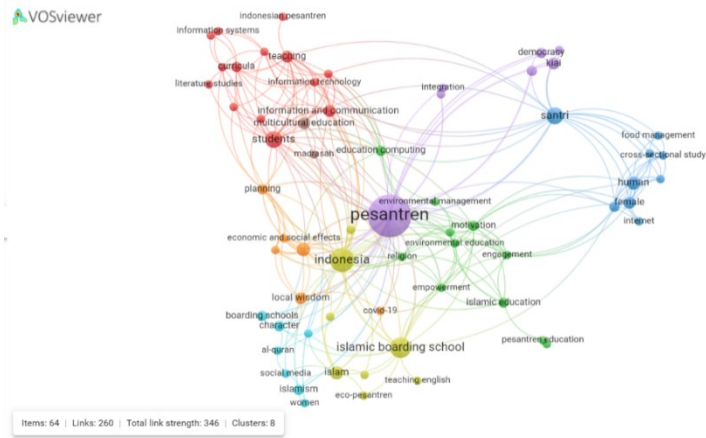 VOSviewer
indonesian pesantren
information systems
teaching
curricula
information technology
literature studies
information and communication
multicultural education
students
madrasah
education computing
planning
integration
democracy
kiai
santri
food management
cross-sectional study
human
female
internet
environmental management
pesantren
motivation
environmental education
economic and social effects
indonesia
religion
engagement
empowerment
local wisdom
covid-19
islamic education
boarding schools
character
al-quran
islamic boarding school
pesantren education
social media
islam
teaching english
islamism
eco-pesantren
women
Items: 64 | Links: 260 | Total link strength: 346 | Clusters: 8